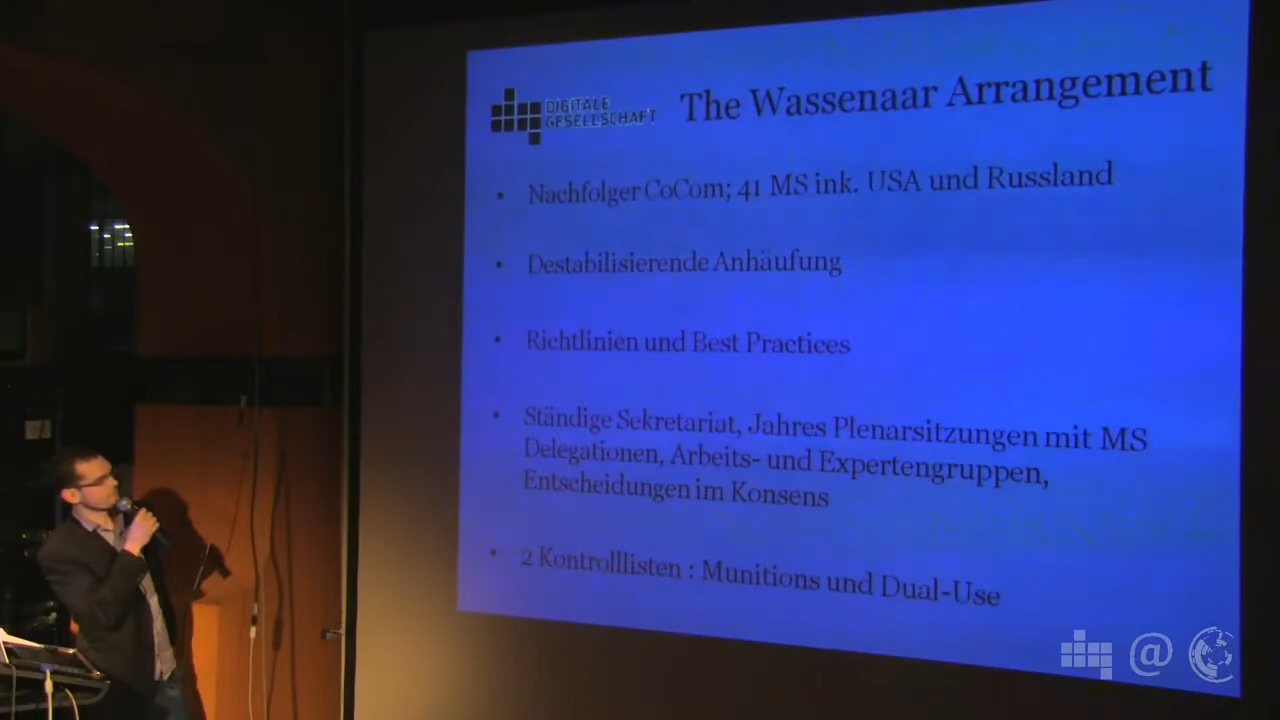 DIGITALE
GESELLSCHAFT
The Wassenaar Arrangement
• Nachfolger CoCom; 41 MS ink. USA und Russland
• Destabilisierende Anhäufung
• Richtlinien und Best Practices
• Ständige Sekretariat, Jahres Plenarsitzungen mit MS
Delegationen, Arbeits- und Expertengruppen,
Entscheidungen im Konsens
• 2 Kontrolllisten : Munitions und Dual-Use
@